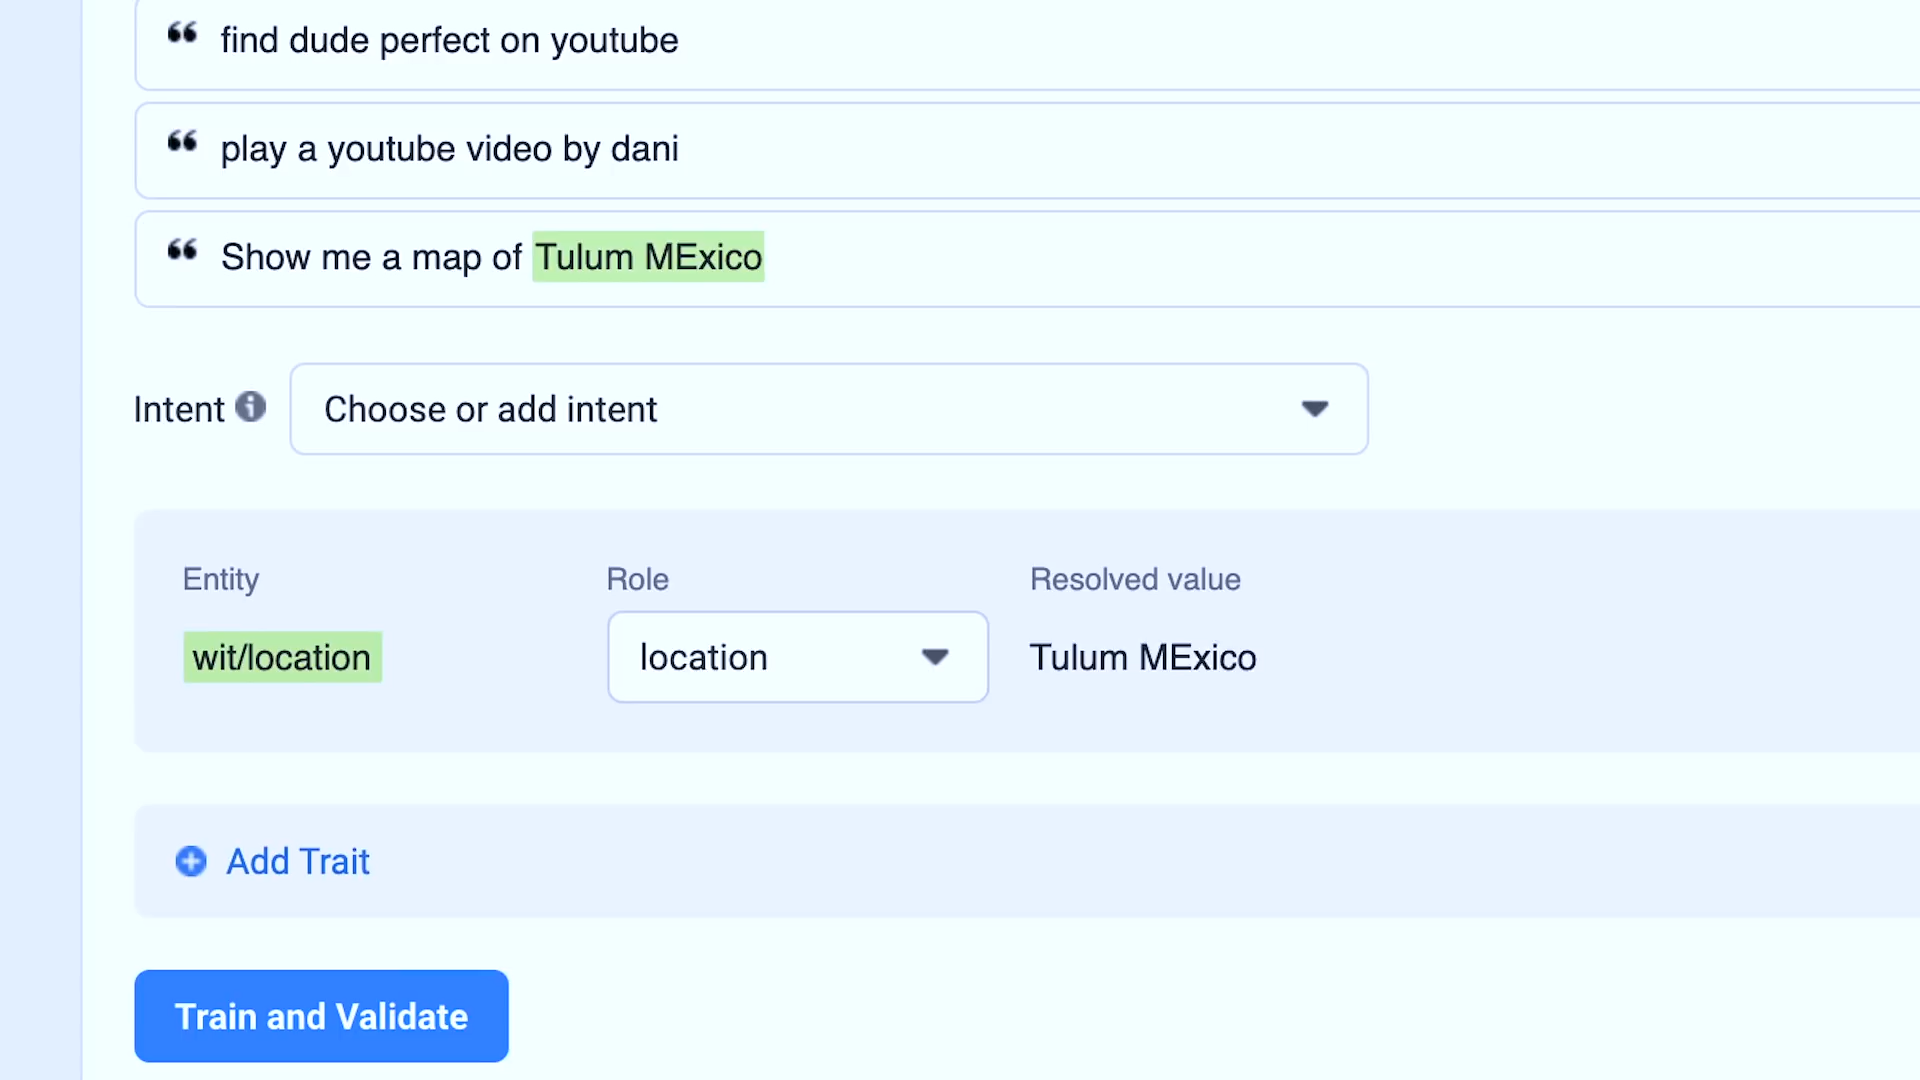 find dude perfect on youtube
play a youtube video by dani
Show me a map of Tulum MExico
Intent Choose or add intent
Entity Role Resolved value
wit/location location Tulum MExico
Add Trait
Train and Validate